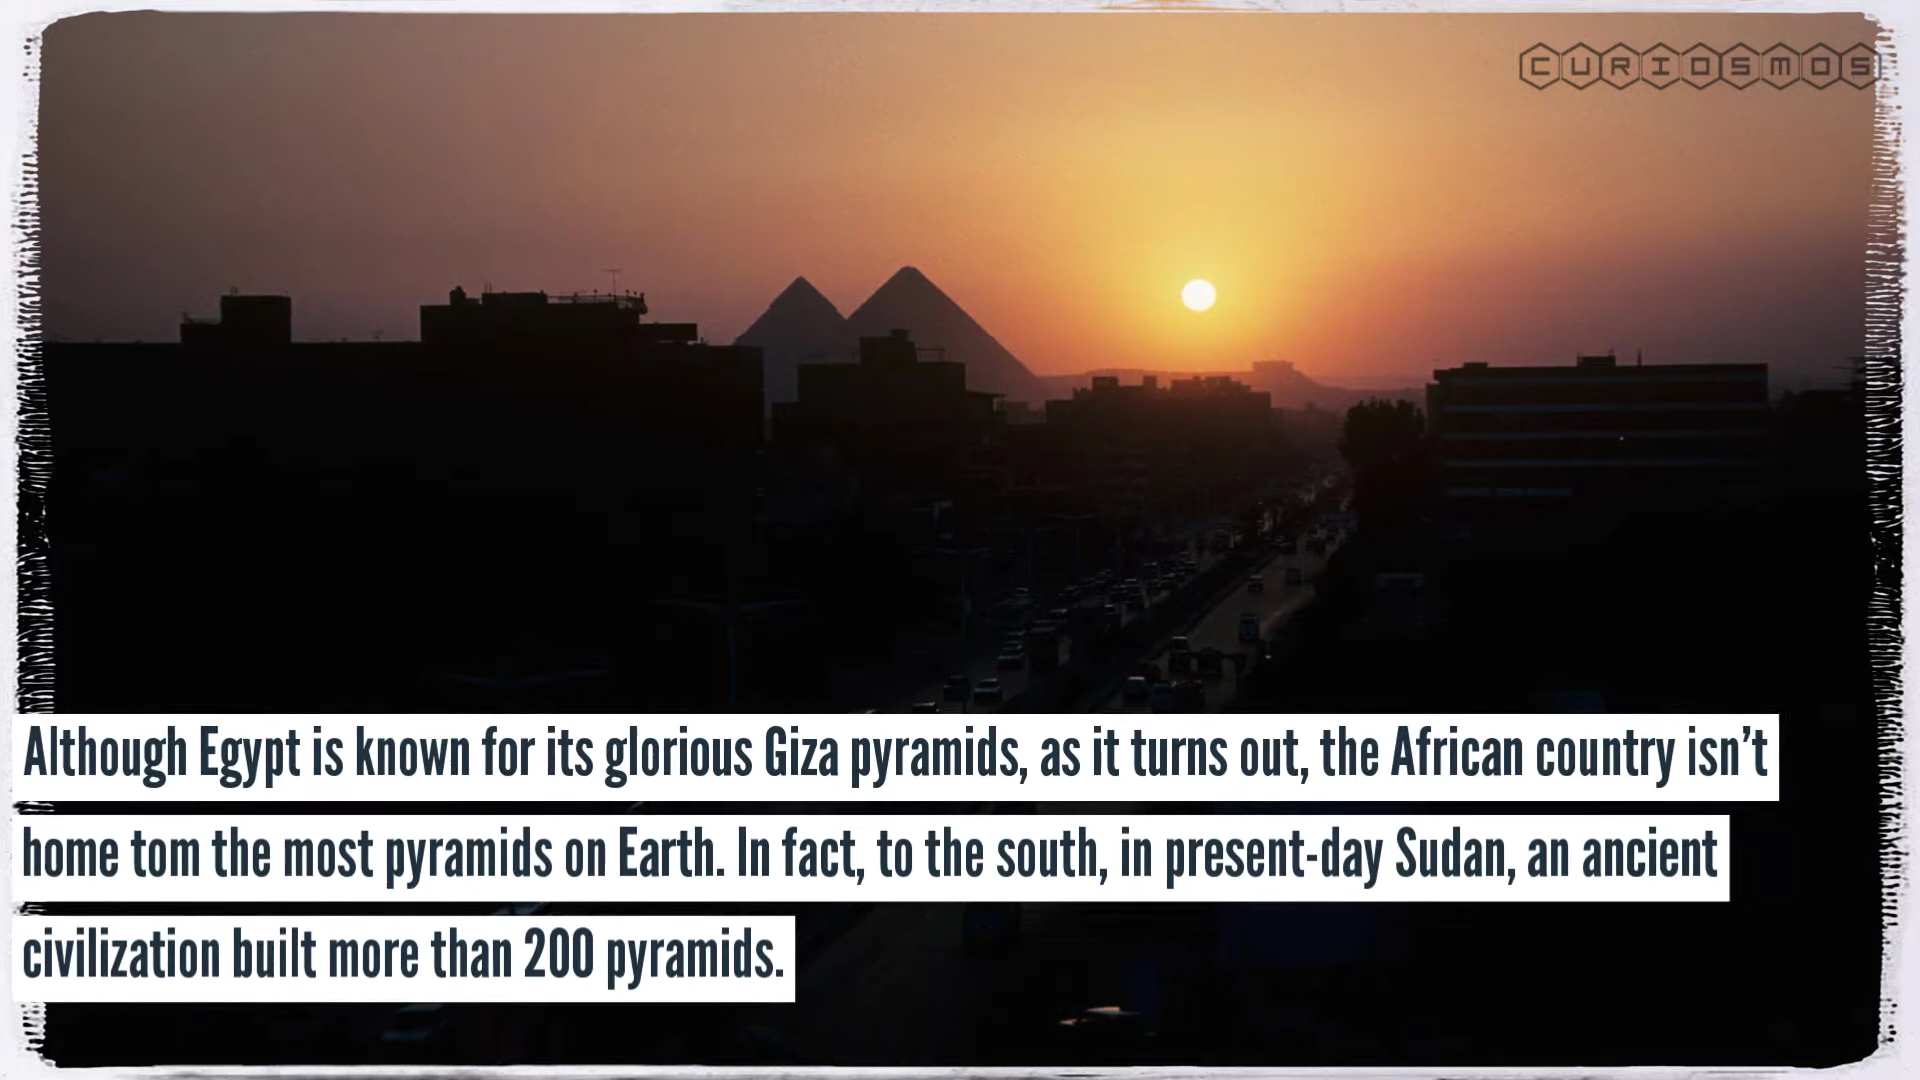 CURIOSMOS
Although Egypt is known for its glorious Giza pyramids, as it turns out, the African country isn’t
home tom the most pyramids on Earth. In fact, to the south, in present-day Sudan, an ancient
civilization built more than 200 pyramids.